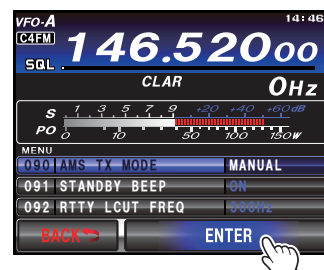 VFO-A 14:46
C4FM 146.52000
SQL
CLAR 0Hz
S 1 3 5 7 9 +20 +40 +60dB
PO 0 10 50 100 150W
MENU
090 AMS TX MODE MANUAL
091 STANDBY BEEP ON
092 RTTY LCUT FREQ
BACK ENTER